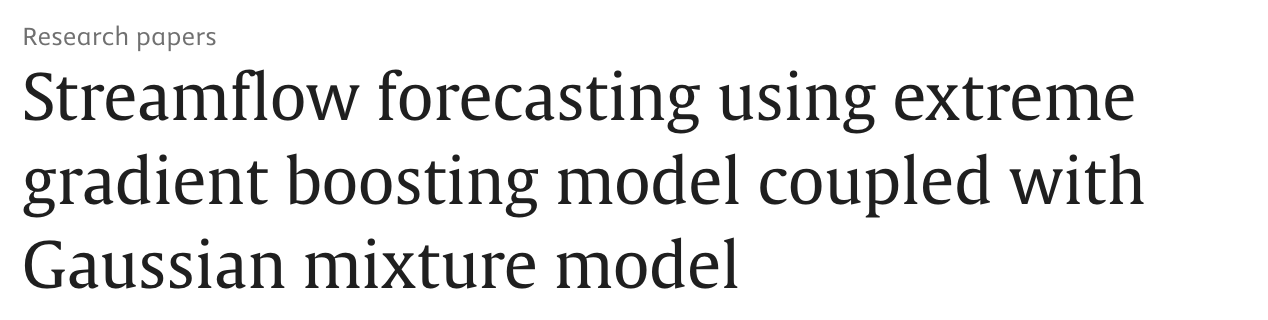 Research papers
Streamflow forecasting using extreme
gradient boosting model coupled with
Gaussian mixture model